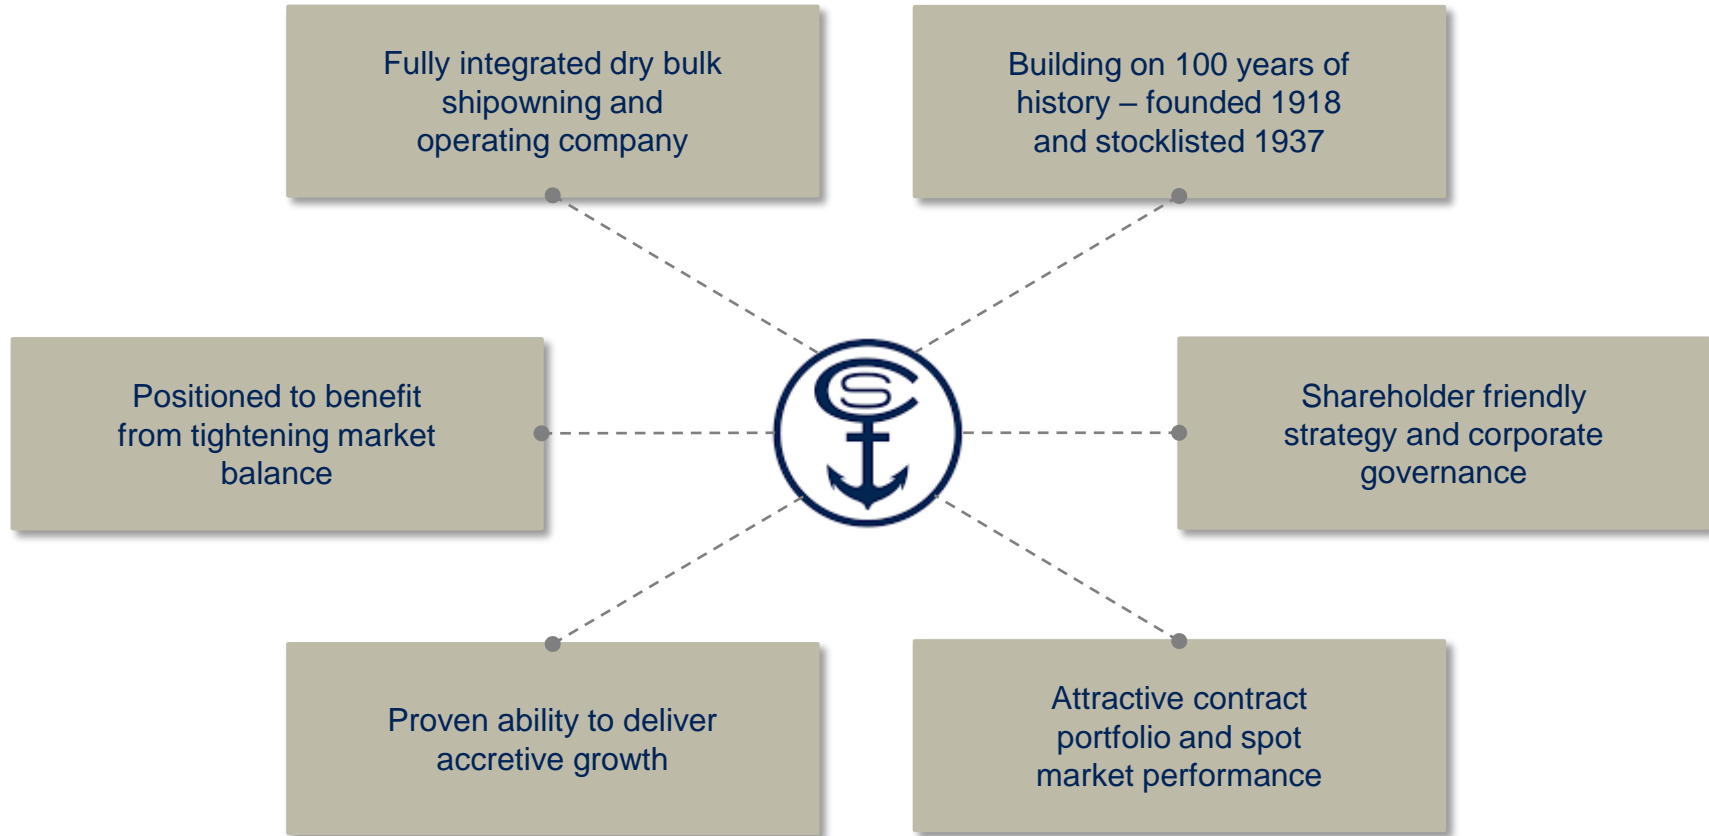 Fully integrated dry bulk
shipowning and
operating company
Building on 100 years of
history – founded 1918
and stocklisted 1937
Positioned to benefit
from tightening market
balance
CS
Shareholder friendly
strategy and corporate
governance
Proven ability to deliver
accretive growth
Attractive contract
portfolio and spot
market performance